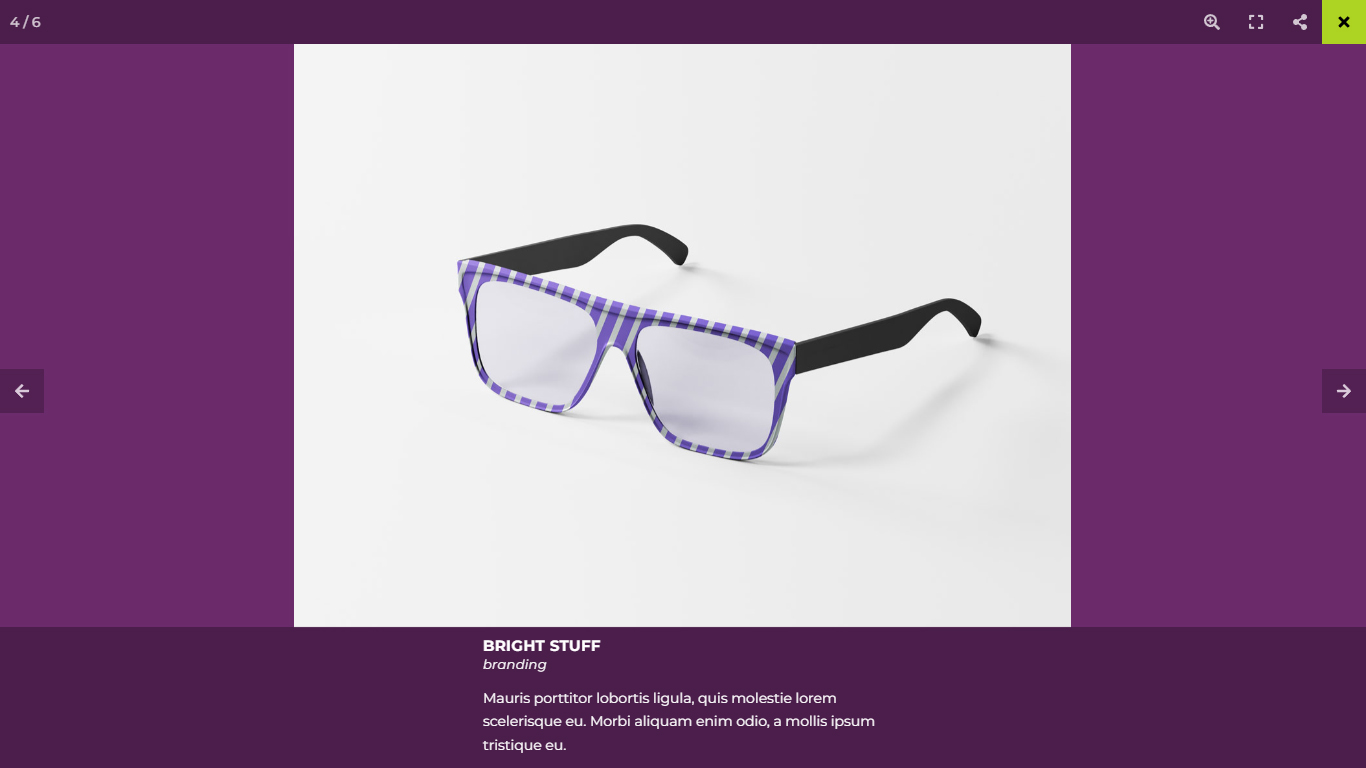 4 / 6
BRIGHT STUFF
branding
Mauris porttitor lobortis ligula, quis molestie lorem
scelerisque eu. Morbi aliquam enim odio, a mollis ipsum
tristique eu.